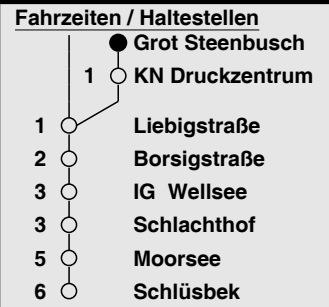 Fahrzeiten / Haltestellen
Grot Steenbusch
1 KN Druckzentrum
1 Liebigstraße
2 Borsigstraße
3 IG Wellsee
3 Schlachthof
5 Moorsee
6 Schlüsbek